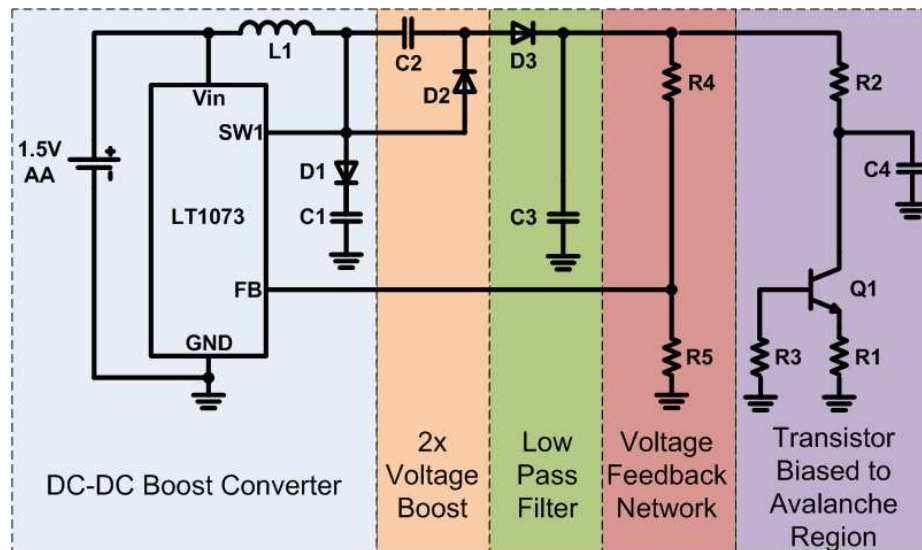 L1
C2
D3
D2
R4
R2
Vin
SW1
1.5V
AA
+
D1
C4
LT1073
C1
C3
FB
Q1
GND
R5
R3
R1
DC-DC Boost Converter
2x
Voltage
Boost
Low
Pass
Filter
Voltage
Feedback
Network
Transistor
Biased to
Avalanche
Region